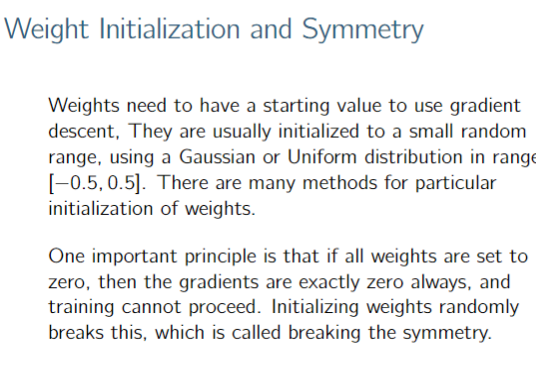 Weight Initialization and Symmetry
Weights need to have a starting value to use gradient
descent, They are usually initialized to a small random
range, using a Gaussian or Uniform distribution in range
[−0.5, 0.5]. There are many methods for particular
initialization of weights.
One important principle is that if all weights are set to
zero, then the gradients are exactly zero always, and
training cannot proceed. Initializing weights randomly
breaks this, which is called breaking the symmetry.